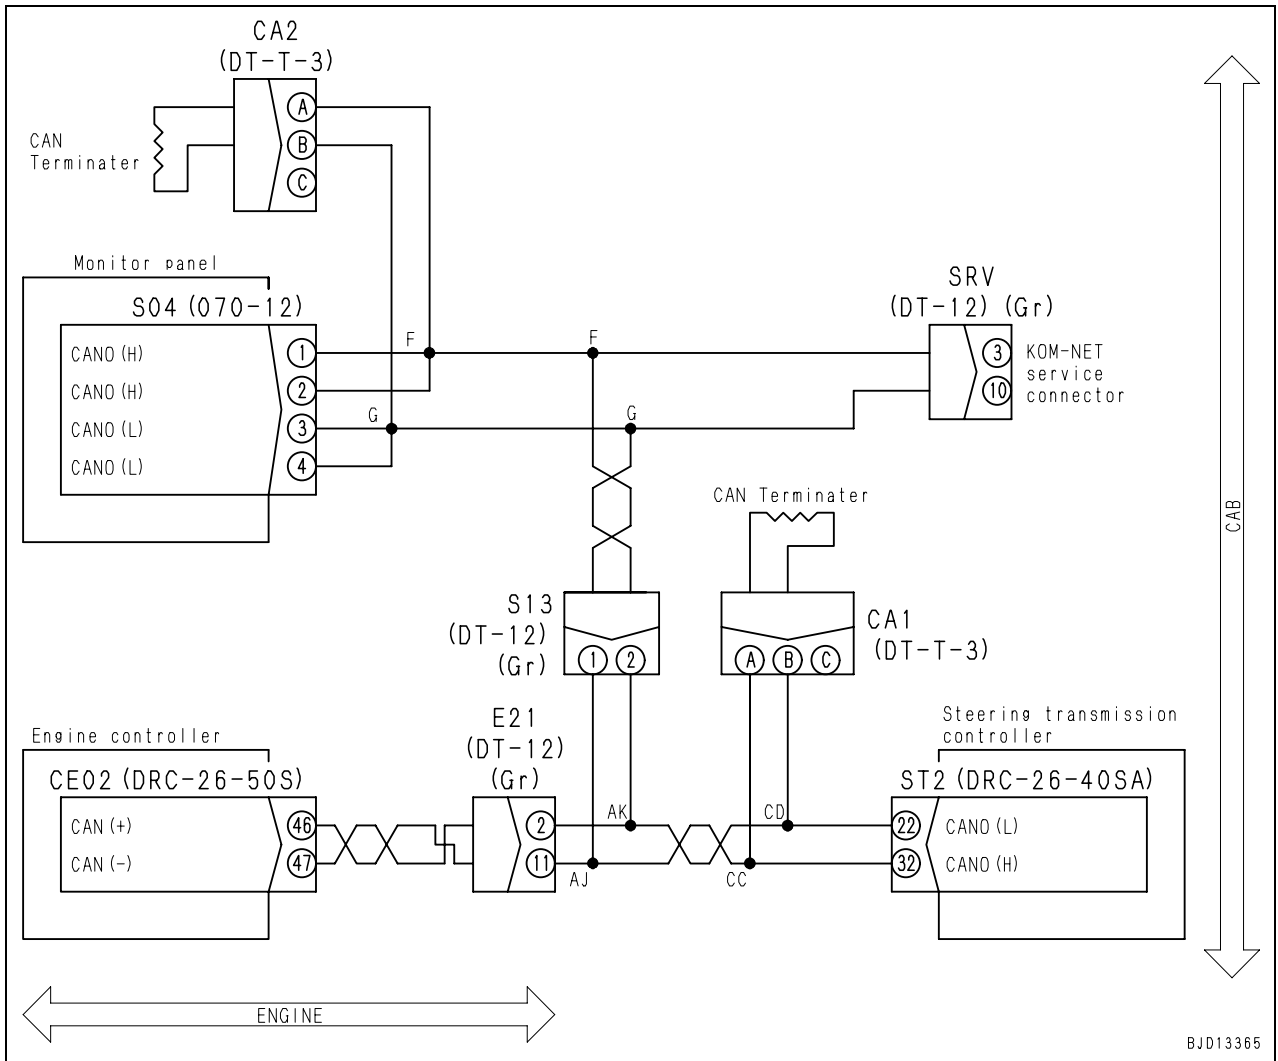 CA2
(DT-T-3)
A
B
C
CAN
Terminater
Monitor panel
S04 (070-12)
CAN0 (H)
1
CAN0 (H)
2
CAN0 (L)
3
CAN0 (L)
4
F
G
F
G
SRV
(DT-12) (Gr)
3
10
KOM-NET
service
connector
CAN Terminater
S13
(DT-12)
(Gr)
1
2
A
B
C
CA1
(DT-T-3)
Engine controller
CE02 (DRC-26-50S)
CAN (+)
46
CAN (-)
47
E21
(DT-12)
(Gr)
2
11
AK
AJ
CD
CC
Steering transmission
controller
ST2 (DRC-26-40SA)
22
CAN0 (L)
32
CAN0 (H)
CAB
ENGINE
BJD13365